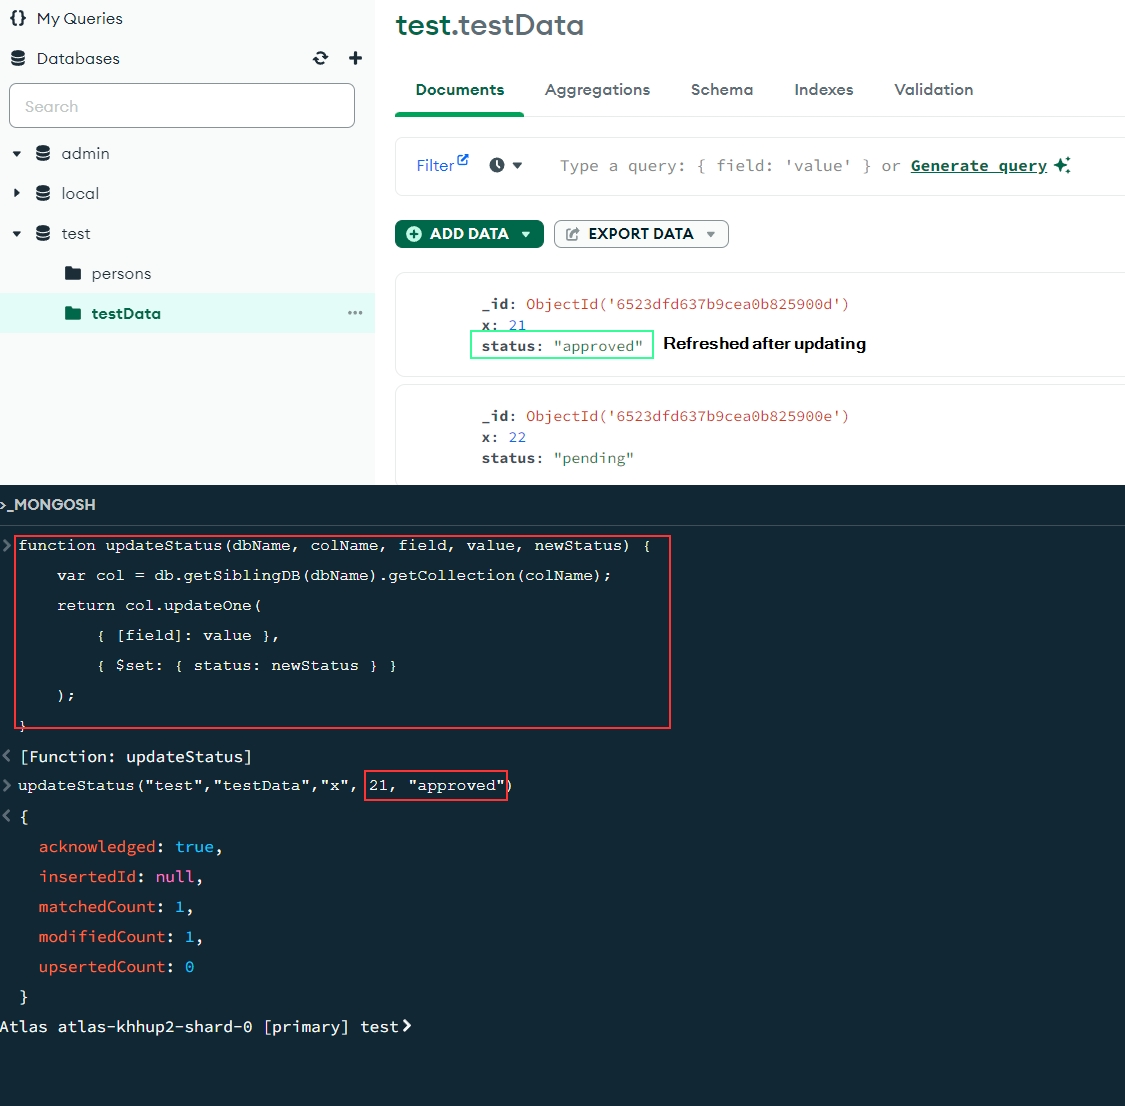 My Queries
Databases
Search
admin
local
test
persons
testData
test.testData
Documents Aggregations Schema Indexes Validation
Filter Type a query: { field: 'value' } or Generate query
ADD DATA EXPORT DATA
_id: ObjectId('6523dfd637b9cea0b825900d')
x: 21
status: "approved" Refreshed after updating
_id: ObjectId('6523dfd637b9cea0b825900e')
x: 22
status: "pending"
>_MONGOSH
function updateStatus(dbName, colName, field, value, newStatus) {
var col = db.getSiblingDB(dbName).getCollection(colName);
return col.updateOne(
{ [field]: value },
{ $set: { status: newStatus } }
);
}
[Function: updateStatus]
updateStatus("test","testData","x", 21, "approved")
{
acknowledged: true,
insertedId: null,
matchedCount: 1,
modifiedCount: 1,
upsertedCount: 0
}
Atlas atlas-khhup2-shard-0 [primary] test>